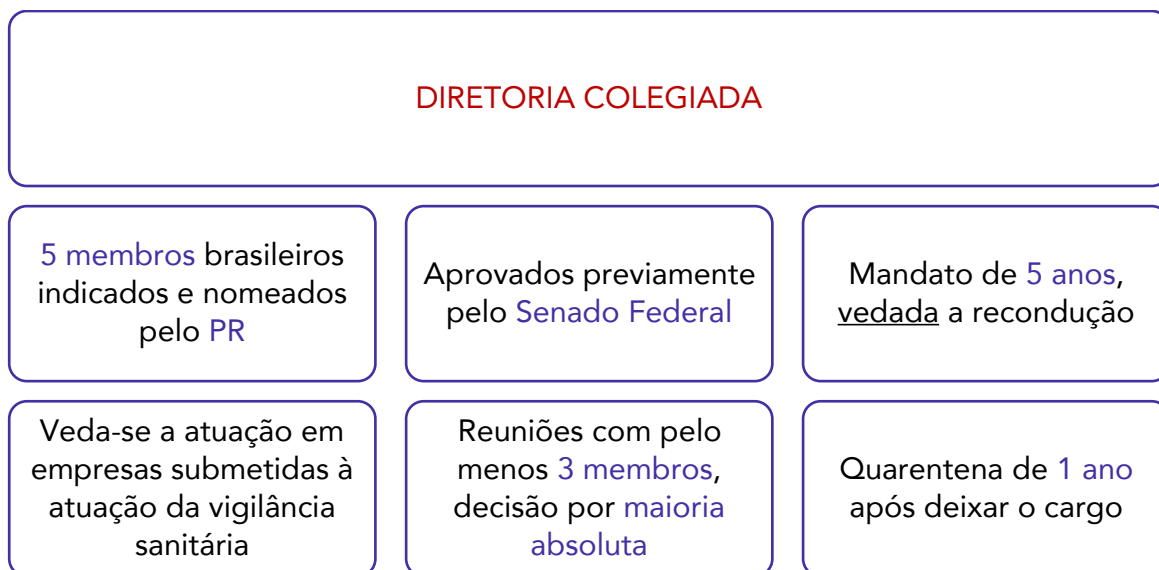 DIRETORIA COLEGIADA
5 membros brasileiros
indicados e nomeados
pelo PR
Aprovados previamente
pelo Senado Federal
Mandato de 5 anos,
vedada a recondução
Veda-se a atuação em
empresas submetidas à
atuação da vigilância
sanitária
Reuniões com pelo
menos 3 membros,
decisão por maioria
absoluta
Quarentena de 1 ano
após deixar o cargo